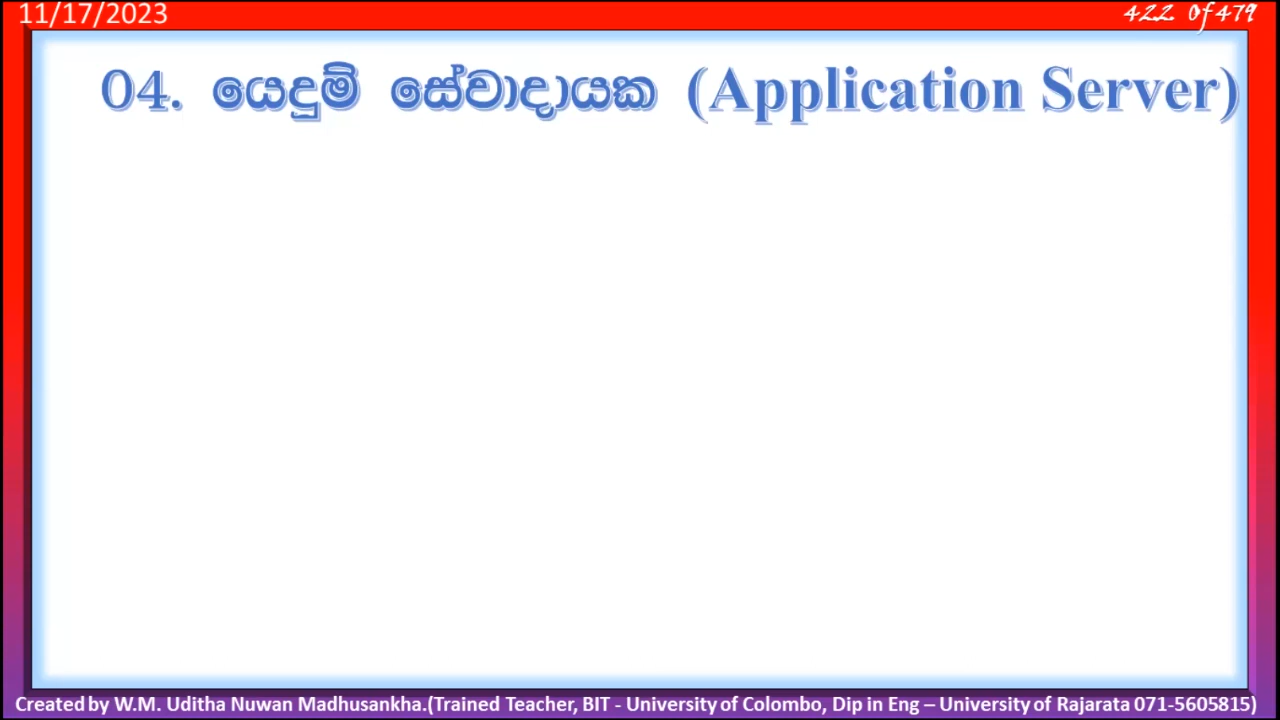 11/17/2023
422 of 479
04. යෙදුම් සේවාදායක (Application Server)
Created by W.M. Uditha Nuwan Madhusankha.(Trained Teacher, BIT - University of Colombo, Dip in Eng – University of Rajarata 071-5605815)